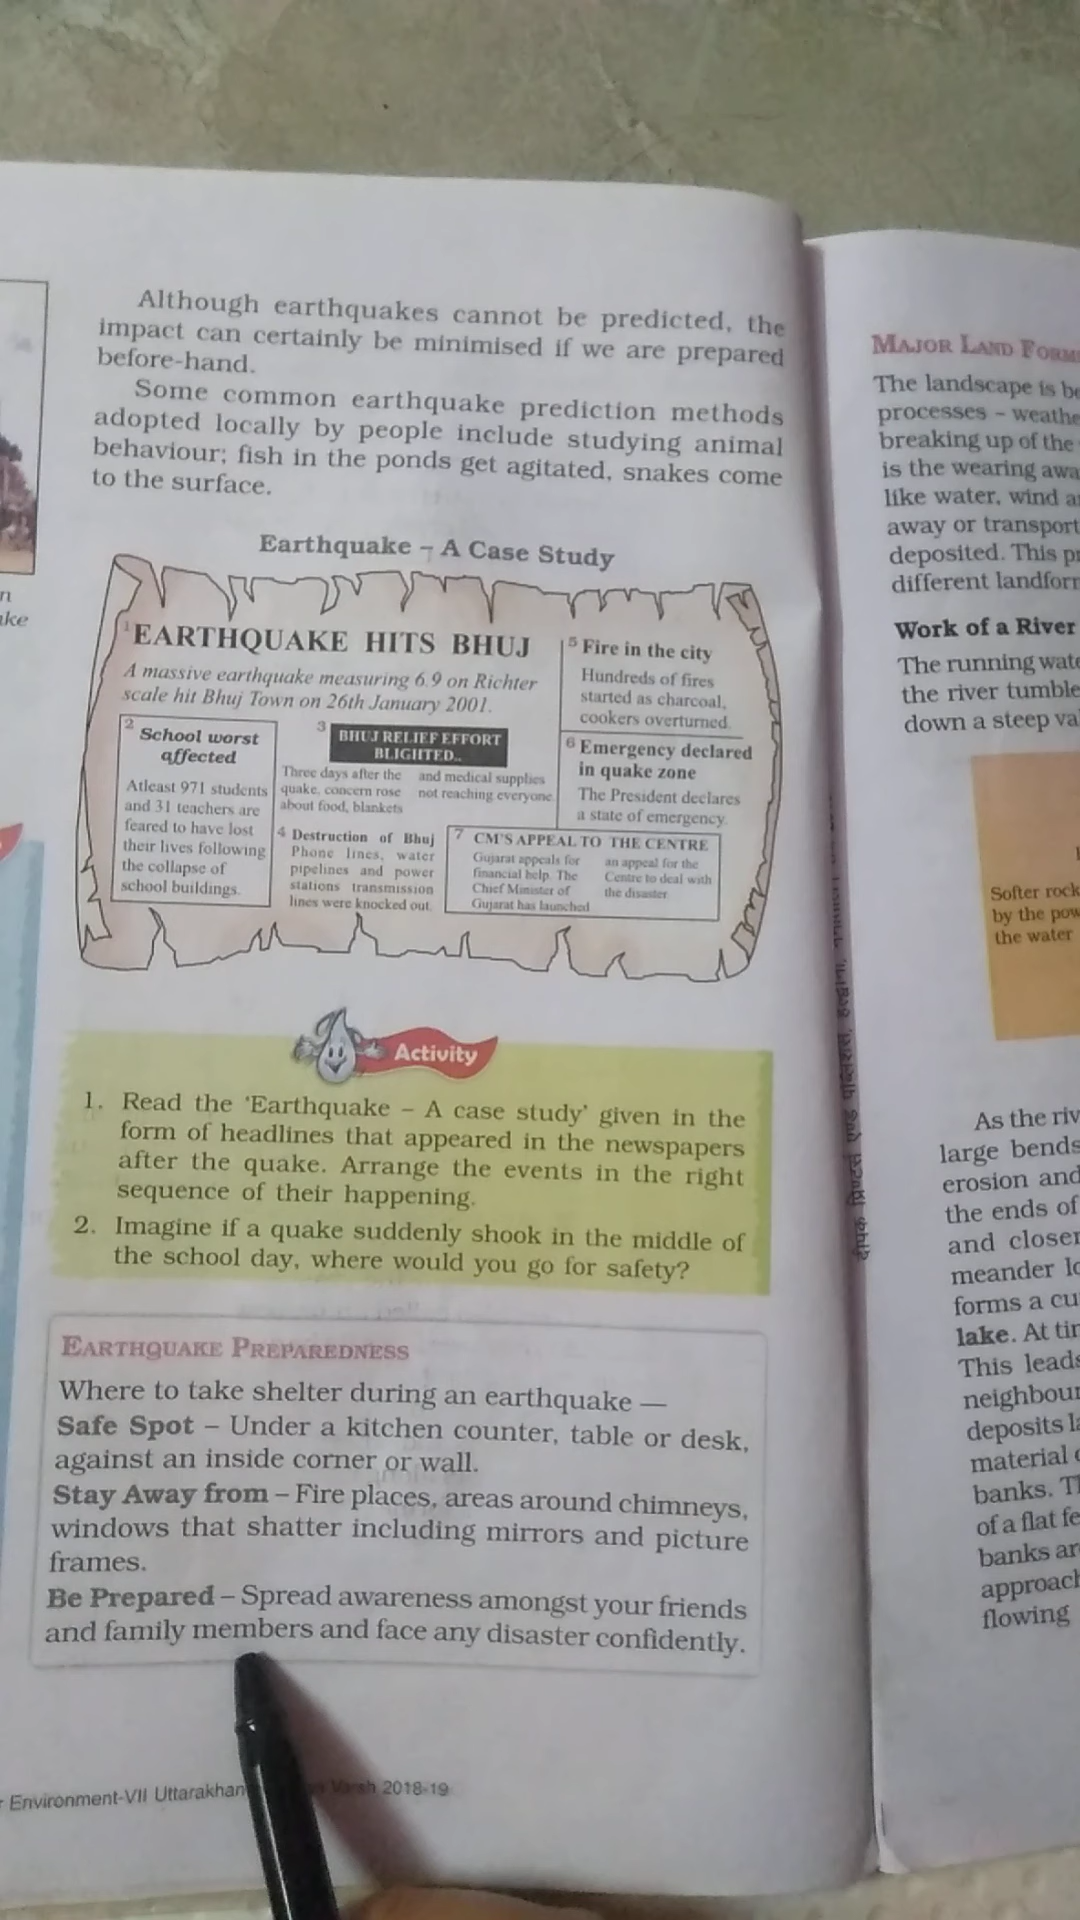 Although earthquakes cannot be predicted, the
impact can certainly be minimised if we are prepared
before-hand.
Some common earthquake prediction methods
adopted locally by people include studying animal
behaviour; fish in the ponds get agitated, snakes come
to the surface.
Earthquake – A Case Study
1 EARTHQUAKE HITS BHUJ
A massive earthquake measuring 6.9 on Richter
scale hit Bhuj Town on 26th January 2001.
2 School worst
affected
Atleast 971 students
and 31 teachers are
feared to have lost
their lives following
the collapse of
school buildings.
3 BHUJ RELIEF EFFORT
BLIGHTED..
Three days after the
quake, concern rose
about food, blankets
and medical supplies
not reaching everyone
4 Destruction of Bhuj
Phone lines, water
pipelines and power
stations transmission
lines were knocked out.
5 Fire in the city
Hundreds of fires
started as charcoal,
cookers overturned.
6 Emergency declared
in quake zone
The President declares
a state of emergency.
7 CM'S APPEAL TO THE CENTRE
Gujarat appeals for
financial help. The
Chief Minister of
Gujarat has launched
an appeal for the
Centre to deal with
the disaster
Activity
1. Read the 'Earthquake – A case study' given in the
form of headlines that appeared in the newspapers
after the quake. Arrange the events in the right
sequence of their happening.
2. Imagine if a quake suddenly shook in the middle of
the school day, where would you go for safety?
EARTHQUAKE PREPAREDNESS
Where to take shelter during an earthquake —
Safe Spot – Under a kitchen counter, table or desk,
against an inside corner or wall.
Stay Away from – Fire places, areas around chimneys,
windows that shatter including mirrors and picture
frames.
Be Prepared – Spread awareness amongst your friends
and family members and face any disaster confidently.
Environment-VII Uttarakhan
2018-19
MAJOR LAND FORM
The landscape is be
processes – weathe
breaking up of the
is the wearing awa
like water, wind a
away or transport
deposited. This pr
different landform
Work of a River
The running wate
the river tumble
down a steep va
Softer rock
by the pow
the water
As the riv
large bends
erosion and
the ends of
and closer
meander lo
forms a cu
lake. At tim
This leads
neighbour
deposits la
material
banks. Th
of a flat fe
banks ar
approach
flowing